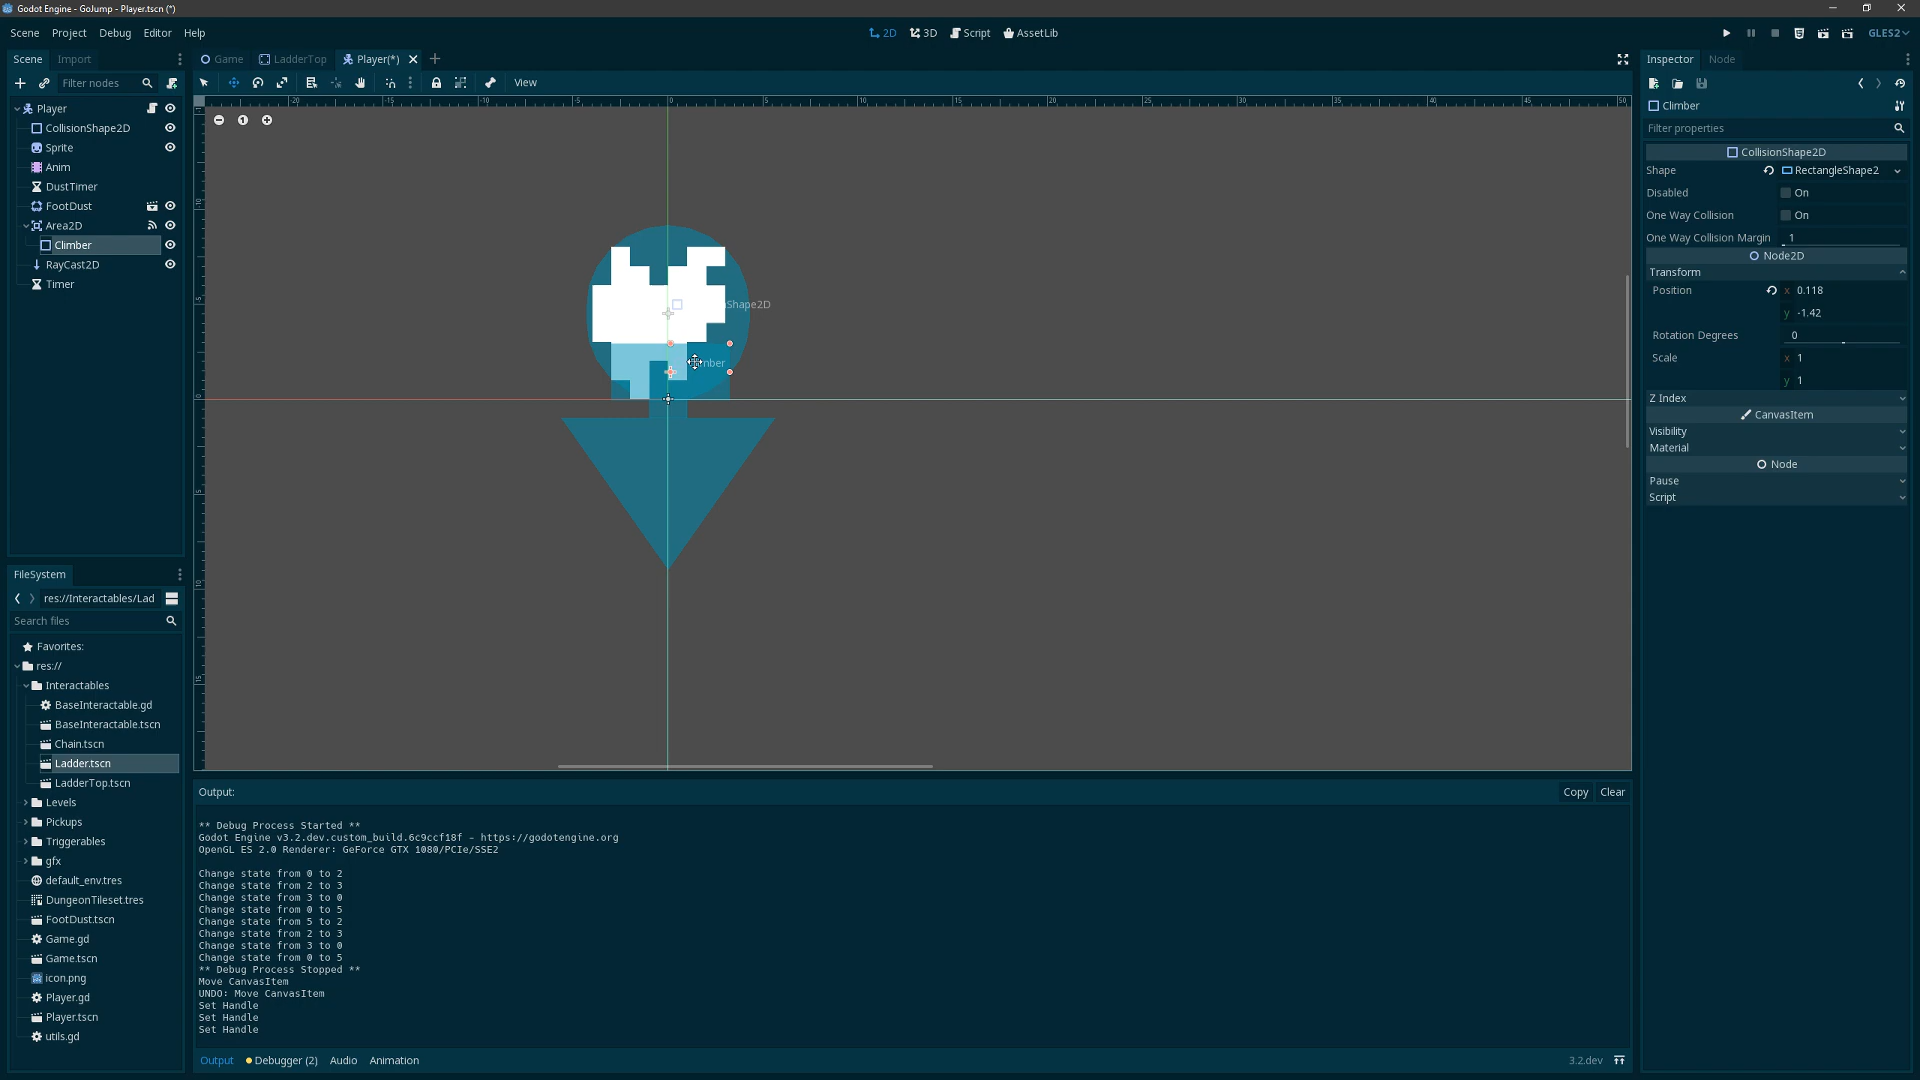 Godot Engine - GoJump - Player.tscn (*)
Scene Project Debug Editor Help
2D 3D Script AssetLib
GLES2
Scene Import
Game LadderTop Player(*)
Inspector Node
Filter nodes
View
Player
CollisionShape2D
Sprite
Anim
DustTimer
FootDust
Area2D
Climber
RayCast2D
Timer
Climber
Filter properties
CollisionShape2D
Shape RectangleShape2
Disabled On
One Way Collision On
One Way Collision Margin 1
Node2D
Transform
Position x 0.118
y -1.42
Rotation Degrees 0
Scale x 1
y 1
Z Index
CanvasItem
Visibility
Material
Node
Pause
Script
FileSystem
res://Interactables/Lad
Search files
Favorites:
res://
Interactables
BaseInteractable.gd
BaseInteractable.tscn
Chain.tscn
Ladder.tscn
LadderTop.tscn
Levels
Pickups
Triggerables
gfx
default_env.tres
DungeonTileset.tres
FootDust.tscn
Game.gd
Game.tscn
icon.png
Player.gd
Player.tscn
utils.gd
Output:
Copy Clear
** Debug Process Started **
Godot Engine v3.2.dev.custom_build.6c9ccf18f - https://godotengine.org
OpenGL ES 2.0 Renderer: GeForce GTX 1080/PCIe/SSE2
Change state from 0 to 2
Change state from 2 to 3
Change state from 3 to 0
Change state from 0 to 5
Change state from 5 to 2
Change state from 2 to 3
Change state from 3 to 0
Change state from 0 to 5
** Debug Process Stopped **
Move CanvasItem
UNDO: Move CanvasItem
Set Handle
Set Handle
Set Handle
Output Debugger (2) Audio Animation
3.2.dev